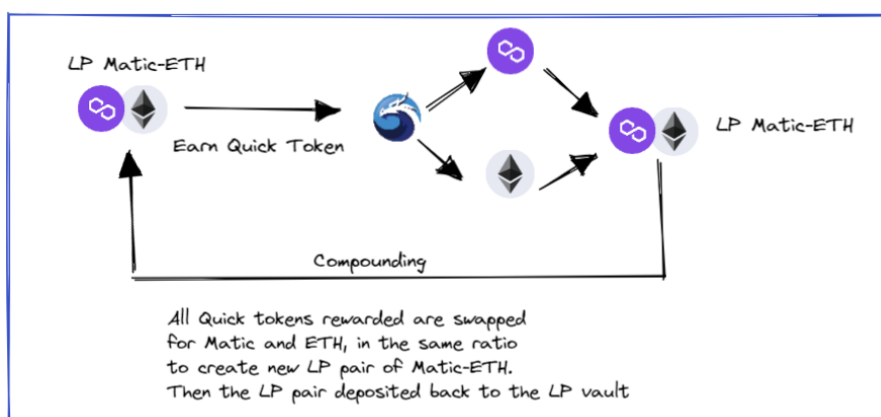 LP Matic-ETH
Earn Quick Token
LP Matic-ETH
Compounding
All Quick tokens rewarded are swapped
for Matic and ETH, in the same ratio
to create new LP pair of Matic-ETH.
Then the LP pair deposited back to the LP vault